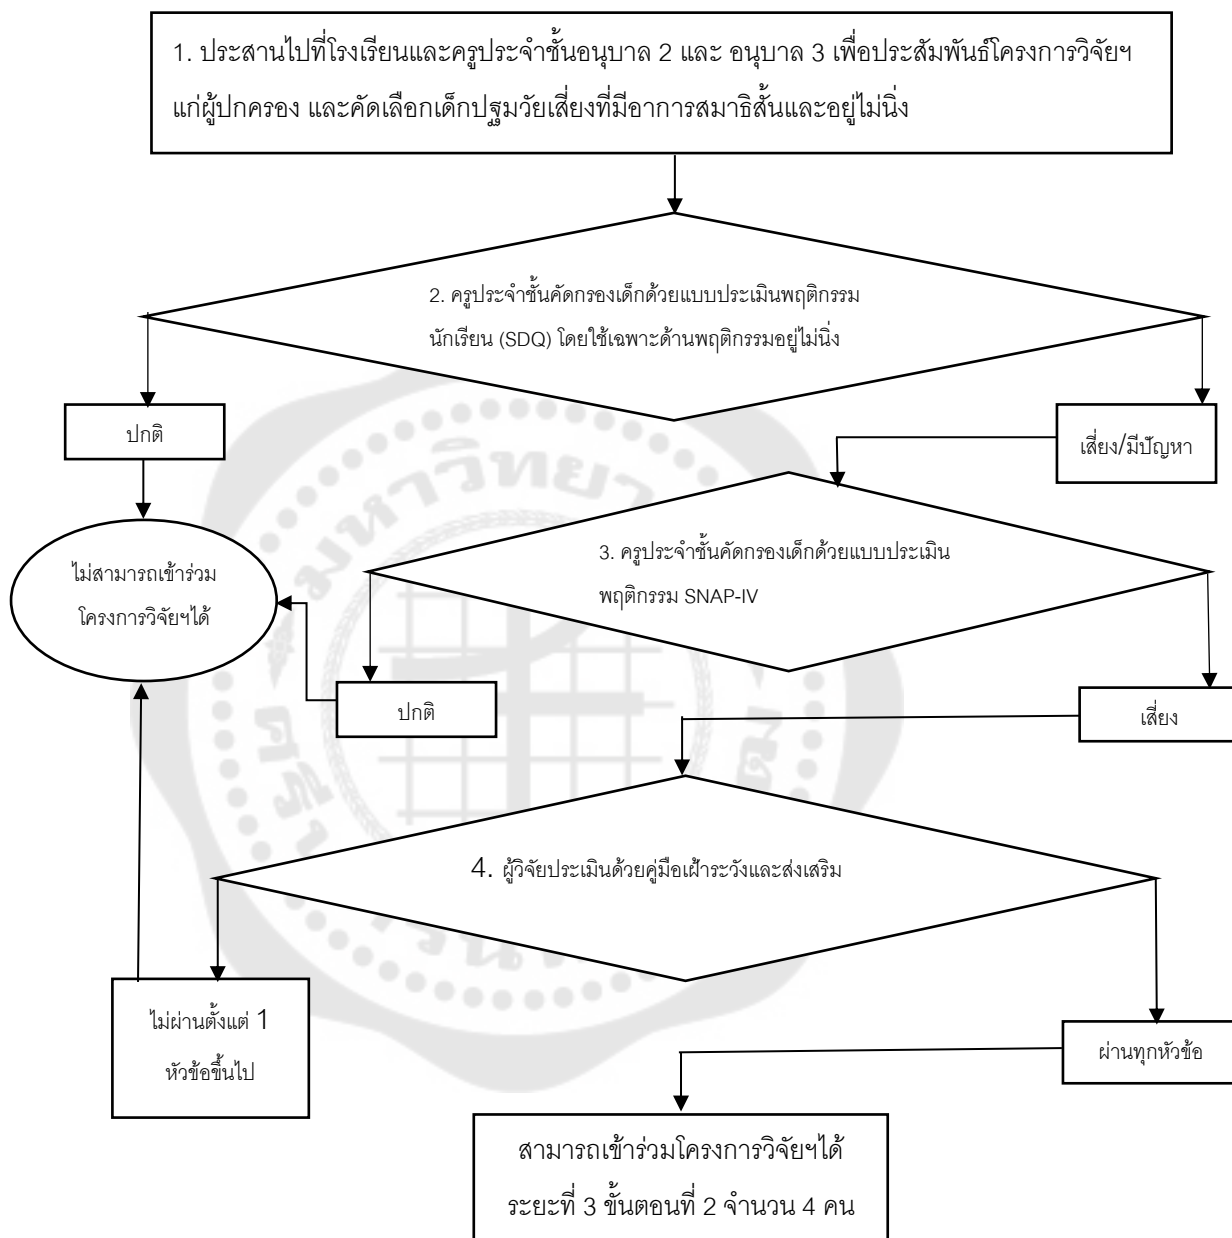 1. ประสานไปที่โรงเรียนและครูประจำชั้นอนุบาล 2 และ อนุบาล 3 เพื่อประสัมพันธ์โครงการวิจัยฯ
แก่ผู้ปกครอง และคัดเลือกเด็กปฐมวัยเสี่ยงที่มีอาการสมาธิสั้นและอยู่ไม่นิ่ง
2. ครูประจำชั้นคัดกรองเด็กด้วยแบบประเมินพฤติกรรม
นักเรียน (SDQ) โดยใช้เฉพาะด้านพฤติกรรมอยู่ไม่นิ่ง
ปกติ
เสี่ยง/มีปัญหา
3. ครูประจำชั้นคัดกรองเด็กด้วยแบบประเมิน
พฤติกรรม SNAP-IV
ไม่สามารถเข้าร่วม
โครงการวิจัยฯได้
ปกติ
เสี่ยง
4. ผู้วิจัยประเมินด้วยคู่มือเฝ้าระวังและส่งเสริม
ไม่ผ่านตั้งแต่ 1
หัวข้อขึ้นไป
ผ่านทุกหัวข้อ
สามารถเข้าร่วมโครงการวิจัยฯได้
ระยะที่ 3 ขั้นตอนที่ 2 จำนวน 4 คน